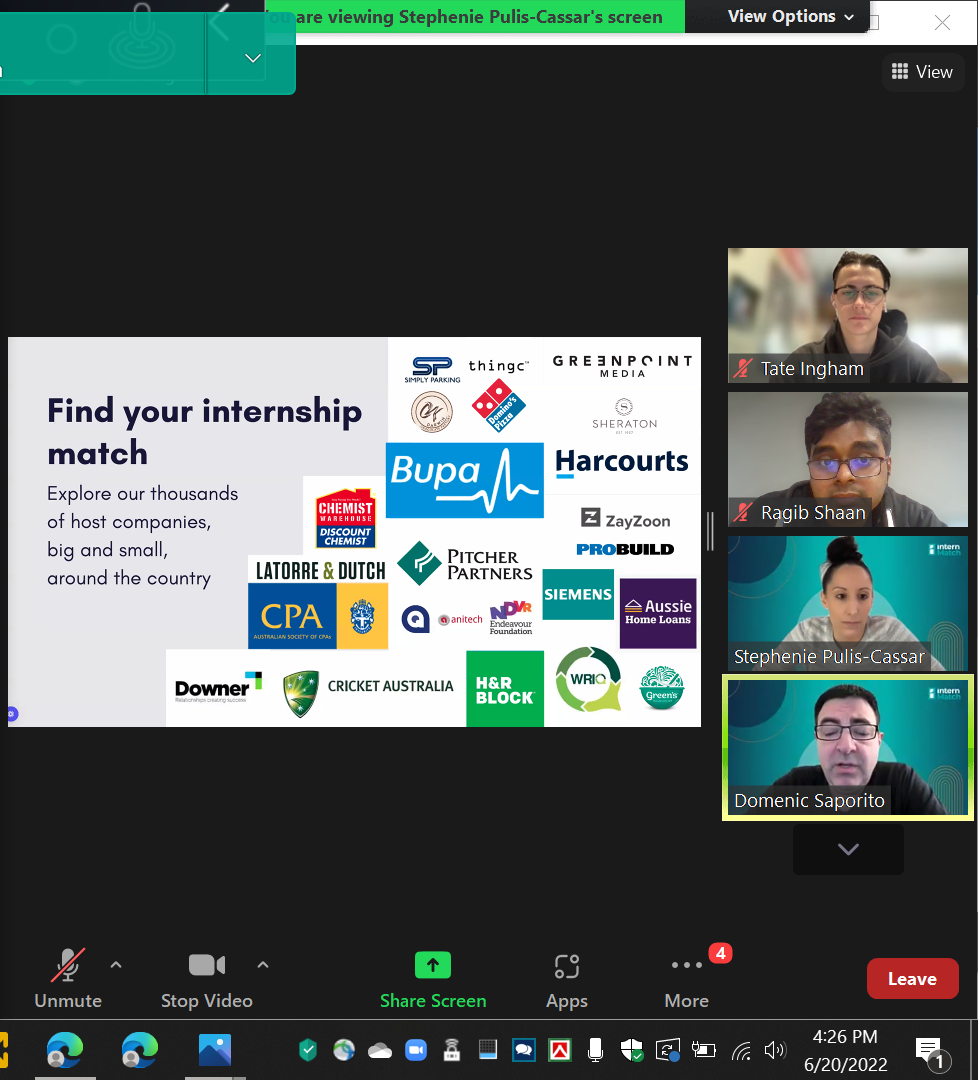 You are viewing Stephenie Pulis-Cassar's screen
View Options
View
Find your internship
match
Explore our thousands
of host companies,
big and small,
around the country
SP
SIMPLY PARKING
thingc™
GREENPOINT
MEDIA
Domino's
Pizza
SHERATON
Bupa
Harcourts
CHEMIST
WAREHOUSE
DISCOUNT
CHEMIST
ZayZoon
PROBUILD
LATORRE & DUTCH
PITCHER
PARTNERS
CPA
AUSTRALIAN SOCIETY OF CPAs
anitech
NDVR
Endeavour
Foundation
SIEMENS
Aussie
Home Loans
Downer
Relationships creating success
CRICKET AUSTRALIA
H&R
BLOCK
WRIQ
Green's
Tate Ingham
Ragib Shaan
intern
Match
Stephenie Pulis-Cassar
intern
Match
Domenic Saporito
Unmute
Stop Video
Share Screen
Apps
More
4
Leave
4:26 PM
6/20/2022
1